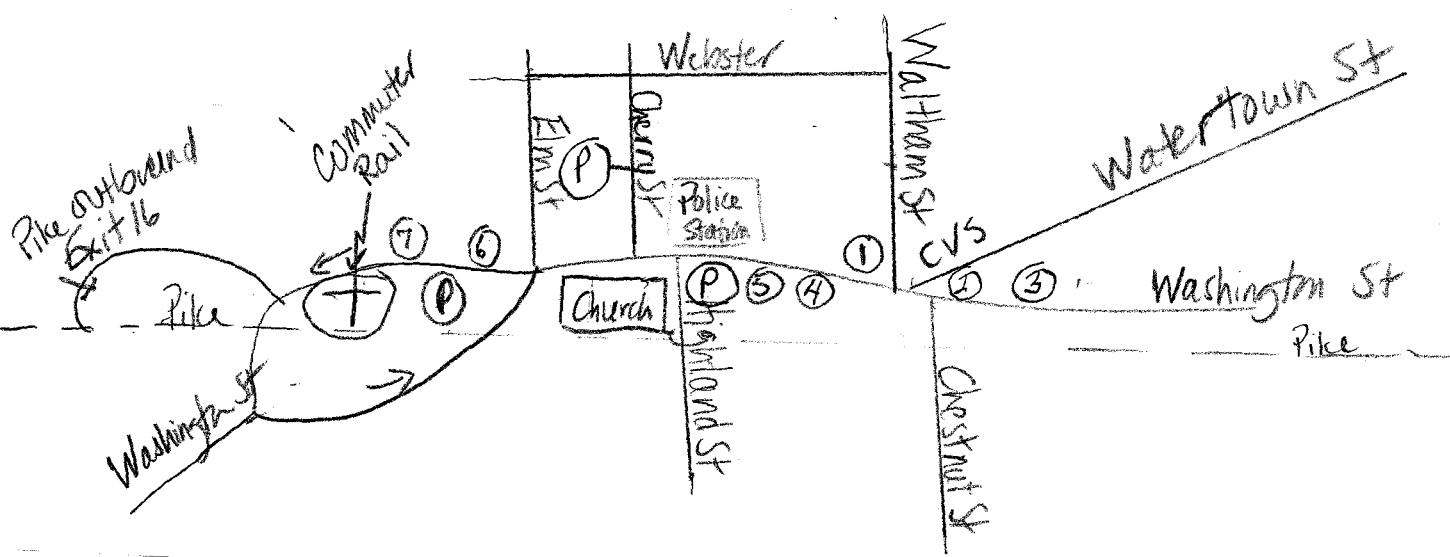 Webster
Waltham St
Watertown St
Commuter
Rail
Elm St
Cherry St
P
Police
Station
Pike outbound
Exit 16
7
6
1
CVS
2
3
Washington St
P
Church
P
5
4
Pike
Pike
Highland St
Chestnut St
Washington St